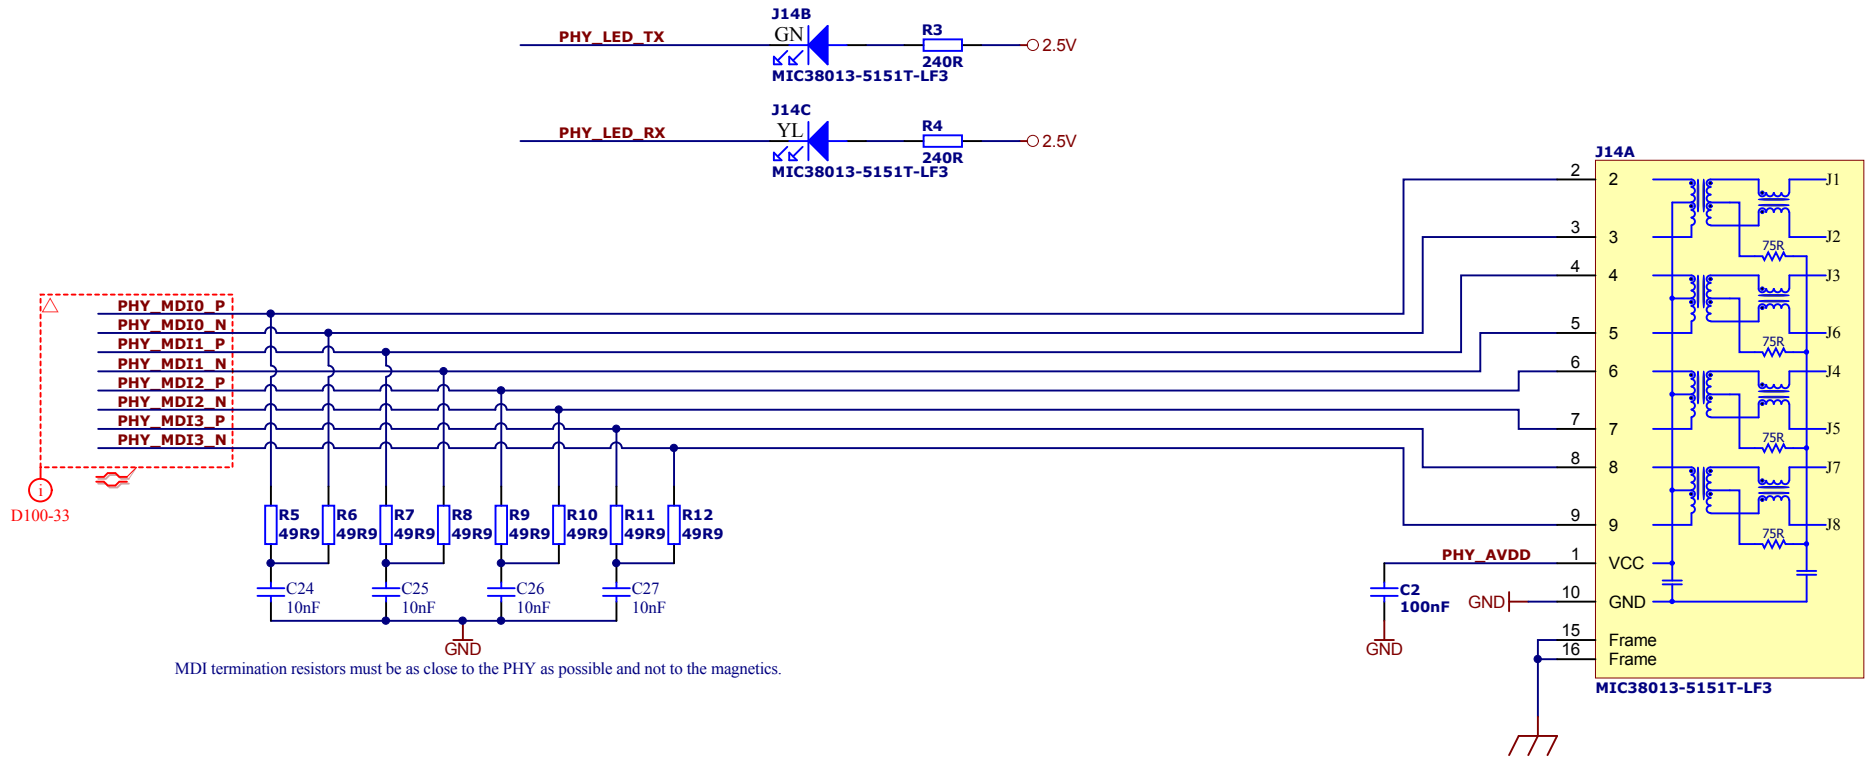 J14B
PHY_LED_TX
GN
R3
240R
2.5V
MIC38013-5151T-LF3
J14C
PHY_LED_RX
YL
R4
240R
2.5V
MIC38013-5151T-LF3
J14A
2 2 J1
3 3 J2
75R
4 4 J3
5 5 J6
75R
6 6 J4
7 7 J5
75R
8 8 J7
9 9 J8
75R
PHY_AVDD 1 VCC
GND 10 GND
15 Frame
16 Frame
MIC38013-5151T-LF3
C2
100nF
GND
PHY_MDI0_P
PHY_MDI0_N
PHY_MDI1_P
PHY_MDI1_N
PHY_MDI2_P
PHY_MDI2_N
PHY_MDI3_P
PHY_MDI3_N
i
D100-33
R5 R6 R7 R8 R9 R10 R11 R12
49R9 49R9 49R9 49R9 49R9 49R9 49R9 49R9
C24 C25 C26 C27
10nF 10nF 10nF 10nF
GND
MDI termination resistors must be as close to the PHY as possible and not to the magnetics.